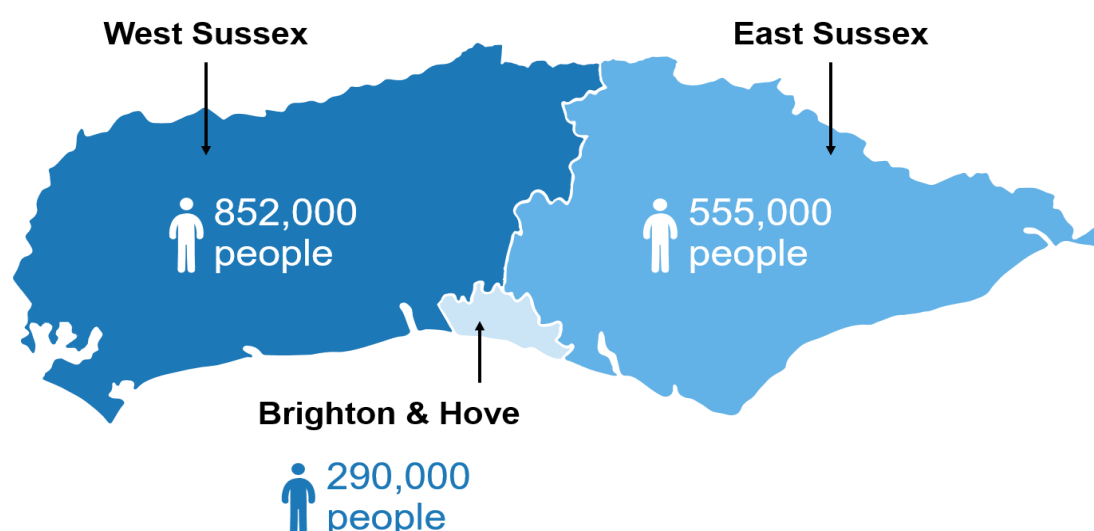 West Sussex
East Sussex
852,000
people
555,000
people
Brighton & Hove
290,000
people